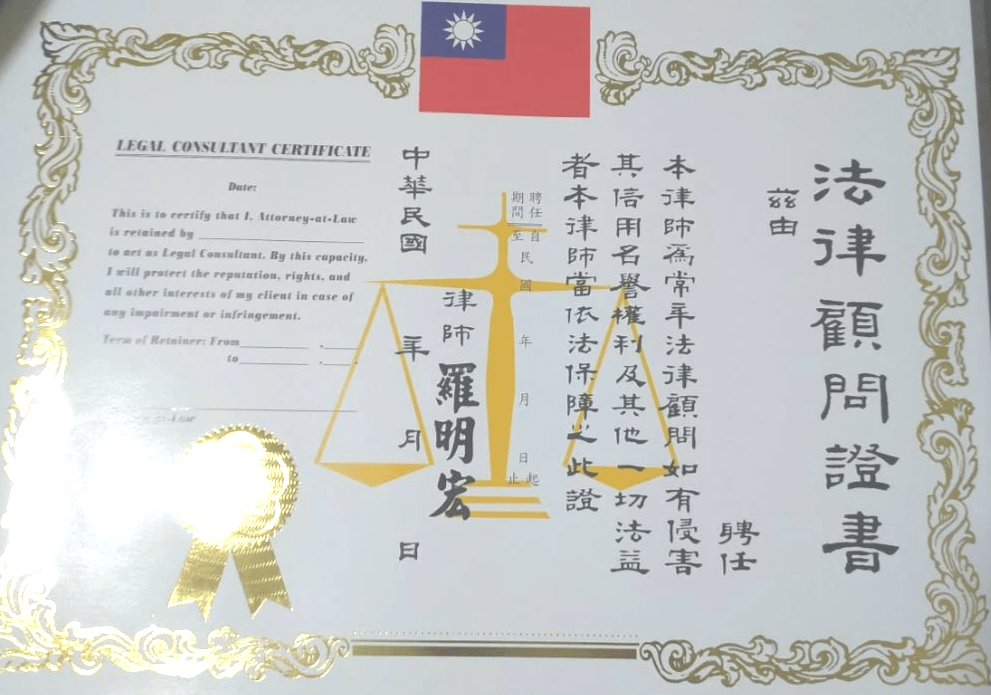 法律顧問證書
茲由
聘任
本律師為常年法律顧問如有侵害
其信用名譽權利及其他一切法益
者本律師當依法保障之此證
聘任期間
自民國年月日起
至
止
律師羅明宏
中華民國 年 月 日
LEGAL CONSULTANT CERTIFICATE
Date:
This is to certify that I, Attorney-at-Law
is retained by
to act as Legal Consultant. By this capacity,
I will protect the reputation, rights, and
all other interests of my client in case of
any impairment or infringement.
Term of Retainer: From
to